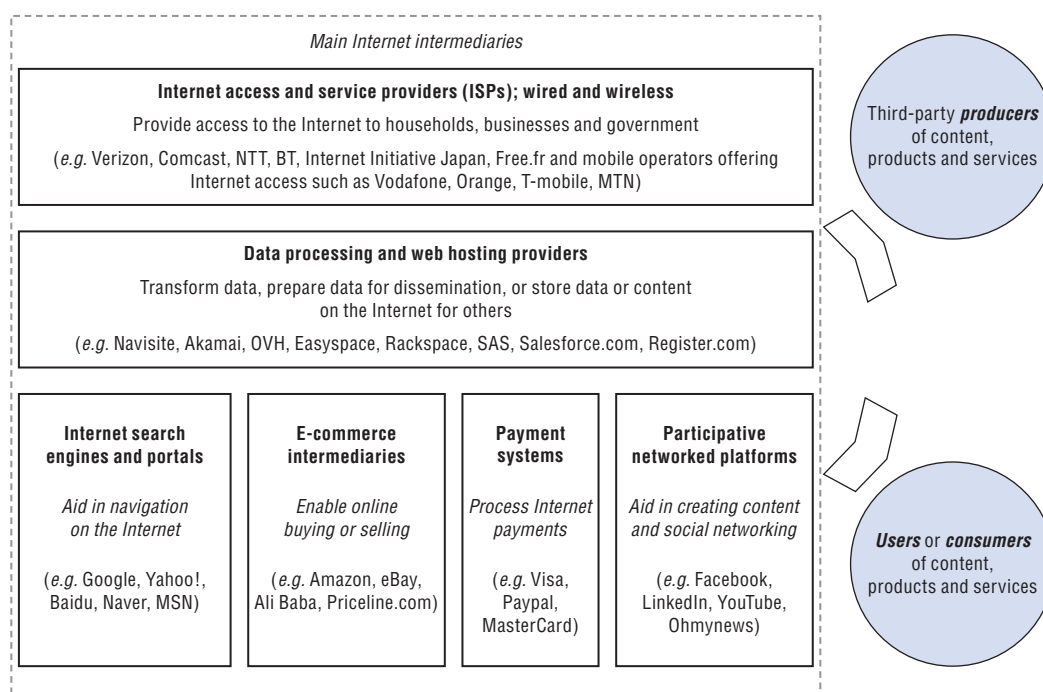 Main Internet intermediaries
Internet access and service providers (ISPs); wired and wireless
Provide access to the Internet to households, businesses and government
(e.g. Verizon, Comcast, NTT, BT, Internet Initiative Japan, Free.fr and mobile operators offering
Internet access such as Vodafone, Orange, T-mobile, MTN)
Data processing and web hosting providers
Transform data, prepare data for dissemination, or store data or content
on the Internet for others
(e.g. Navisite, Akamai, OVH, Easyspace, Rackspace, SAS, Salesforce.com, Register.com)
Internet search
engines and portals
Aid in navigation
on the Internet
(e.g. Google, Yahoo!,
Baidu, Naver, MSN)
E-commerce
intermediaries
Enable online
buying or selling
(e.g. Amazon, eBay,
Ali Baba, Priceline.com)
Payment
systems
Process Internet
payments
(e.g. Visa,
Paypal,
MasterCard)
Participative
networked platforms
Aid in creating content
and social networking
(e.g. Facebook,
LinkedIn, YouTube,
Ohmynews)
Third-party producers
of content,
products and services
Users or consumers
of content,
products and services